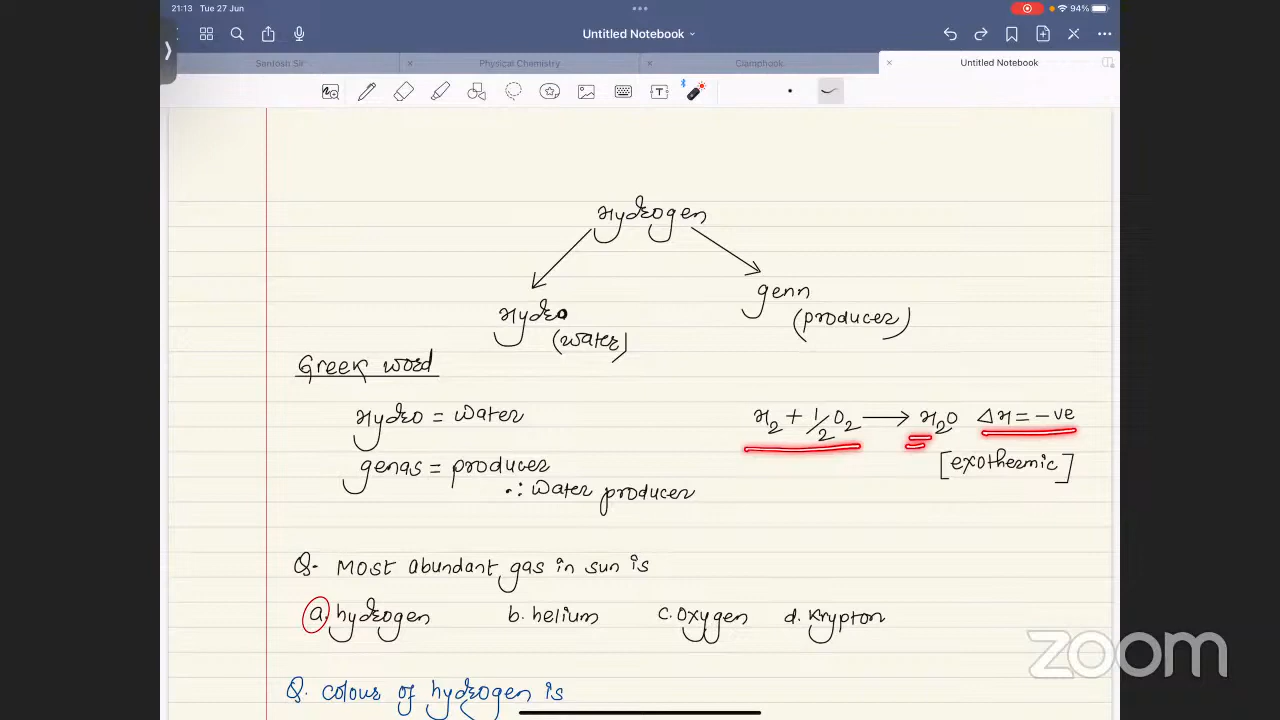 21:13 Tue 27 Jun
94%
Untitled Notebook
Santosh Sir
Physical Chemistry
Clamphook
Untitled Notebook
Hydrogen
Hydro
(water)
genn
(producer)
Greek word
Hydro = water
genas = producer
∴ water producer
H₂ + 1/2 O₂ → H₂O ΔH = -ve
[exothermic]
Q. Most abundant gas in sun is
a. hydrogen b. helium c. oxygen d. Krypton
Q. colour of hydrogen is
zoom